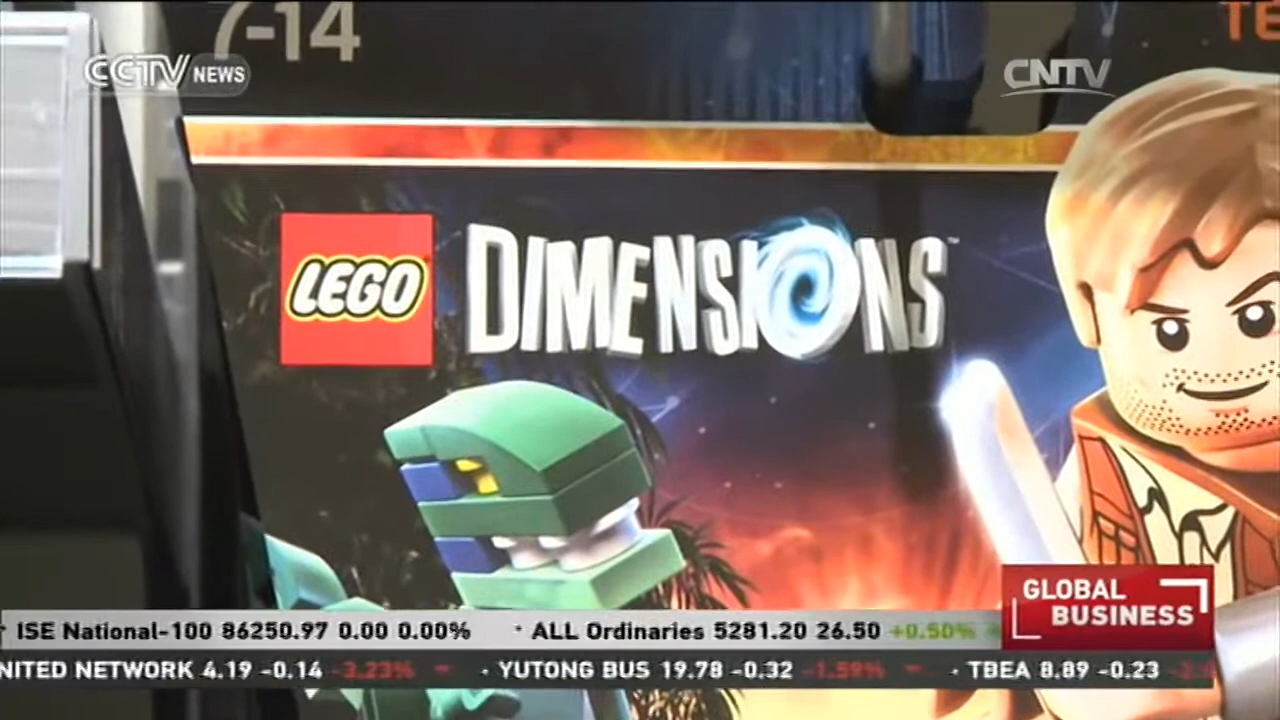 7-14
TE
CCTV NEWS
CNTV
LEGO DIMENSIONS™
GLOBAL BUSINESS
ISE National-100 86250.97 0.00 0.00% · ALL Ordinaries 5281.20 26.50 +0.50%
NITED NETWORK 4.19 -0.14 -3.23% · YUTONG BUS 19.78 -0.32 -1.59% · TBEA 8.89 -0.23